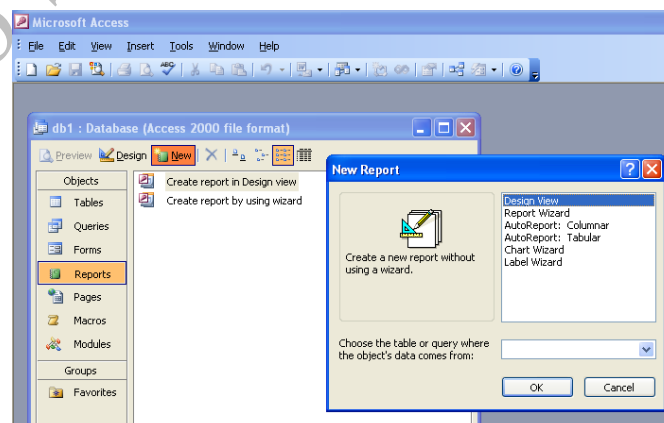 Microsoft Access
File Edit View Insert Tools Window Help
db1 : Database (Access 2000 file format)
Preview Design New
Objects
Tables
Queries
Forms
Reports
Pages
Macros
Modules
Groups
Favorites
Create report in Design view
Create report by using wizard
New Report
Create a new report without
using a wizard.
Design View
Report Wizard
AutoReport: Columnar
AutoReport: Tabular
Chart Wizard
Label Wizard
Choose the table or query where
the object's data comes from:
OK Cancel